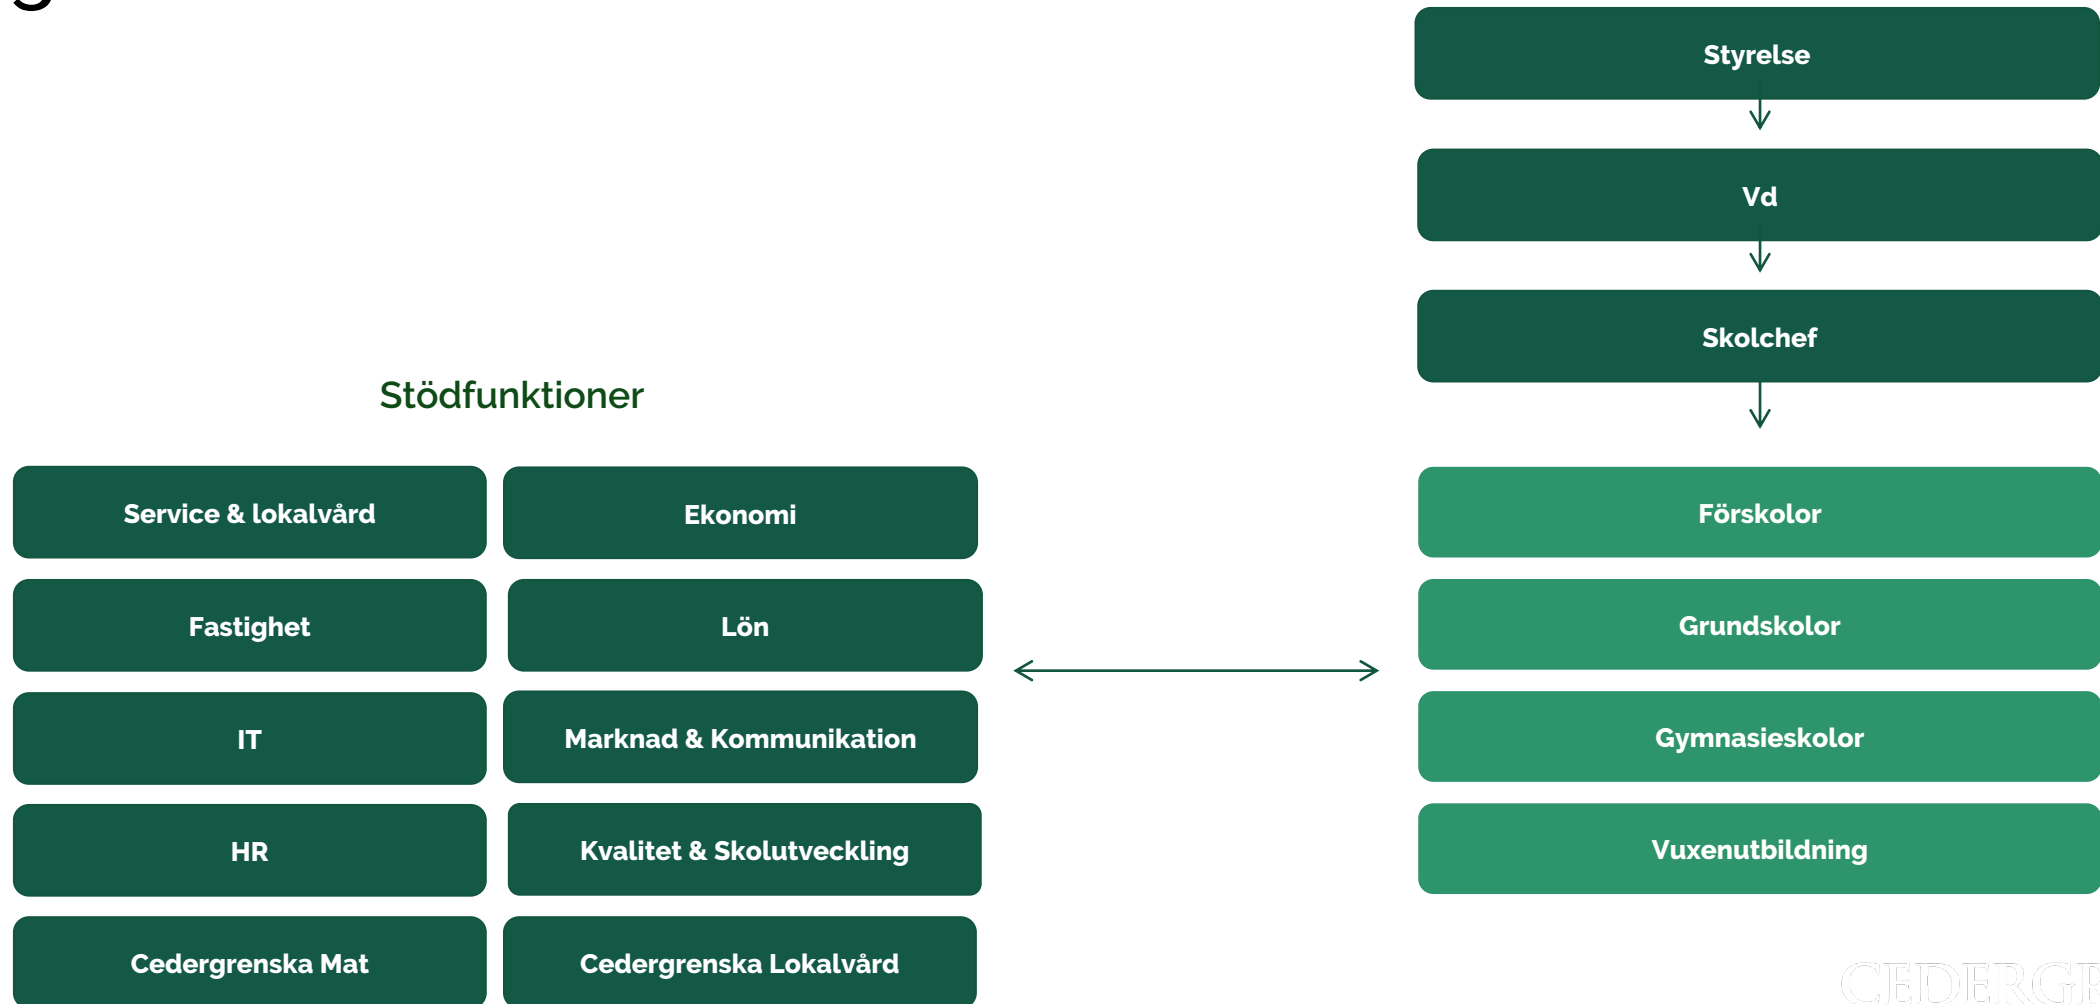 Styrelse
Vd
Skolchef
Stödfunktioner
Service & lokalvård
Ekonomi
Förskolor
Fastighet
Lön
Grundskolor
IT
Marknad & Kommunikation
Gymnasieskolor
HR
Kvalitet & Skolutveckling
Vuxenutbildning
Cedergrenska Mat
Cedergrenska Lokalvård